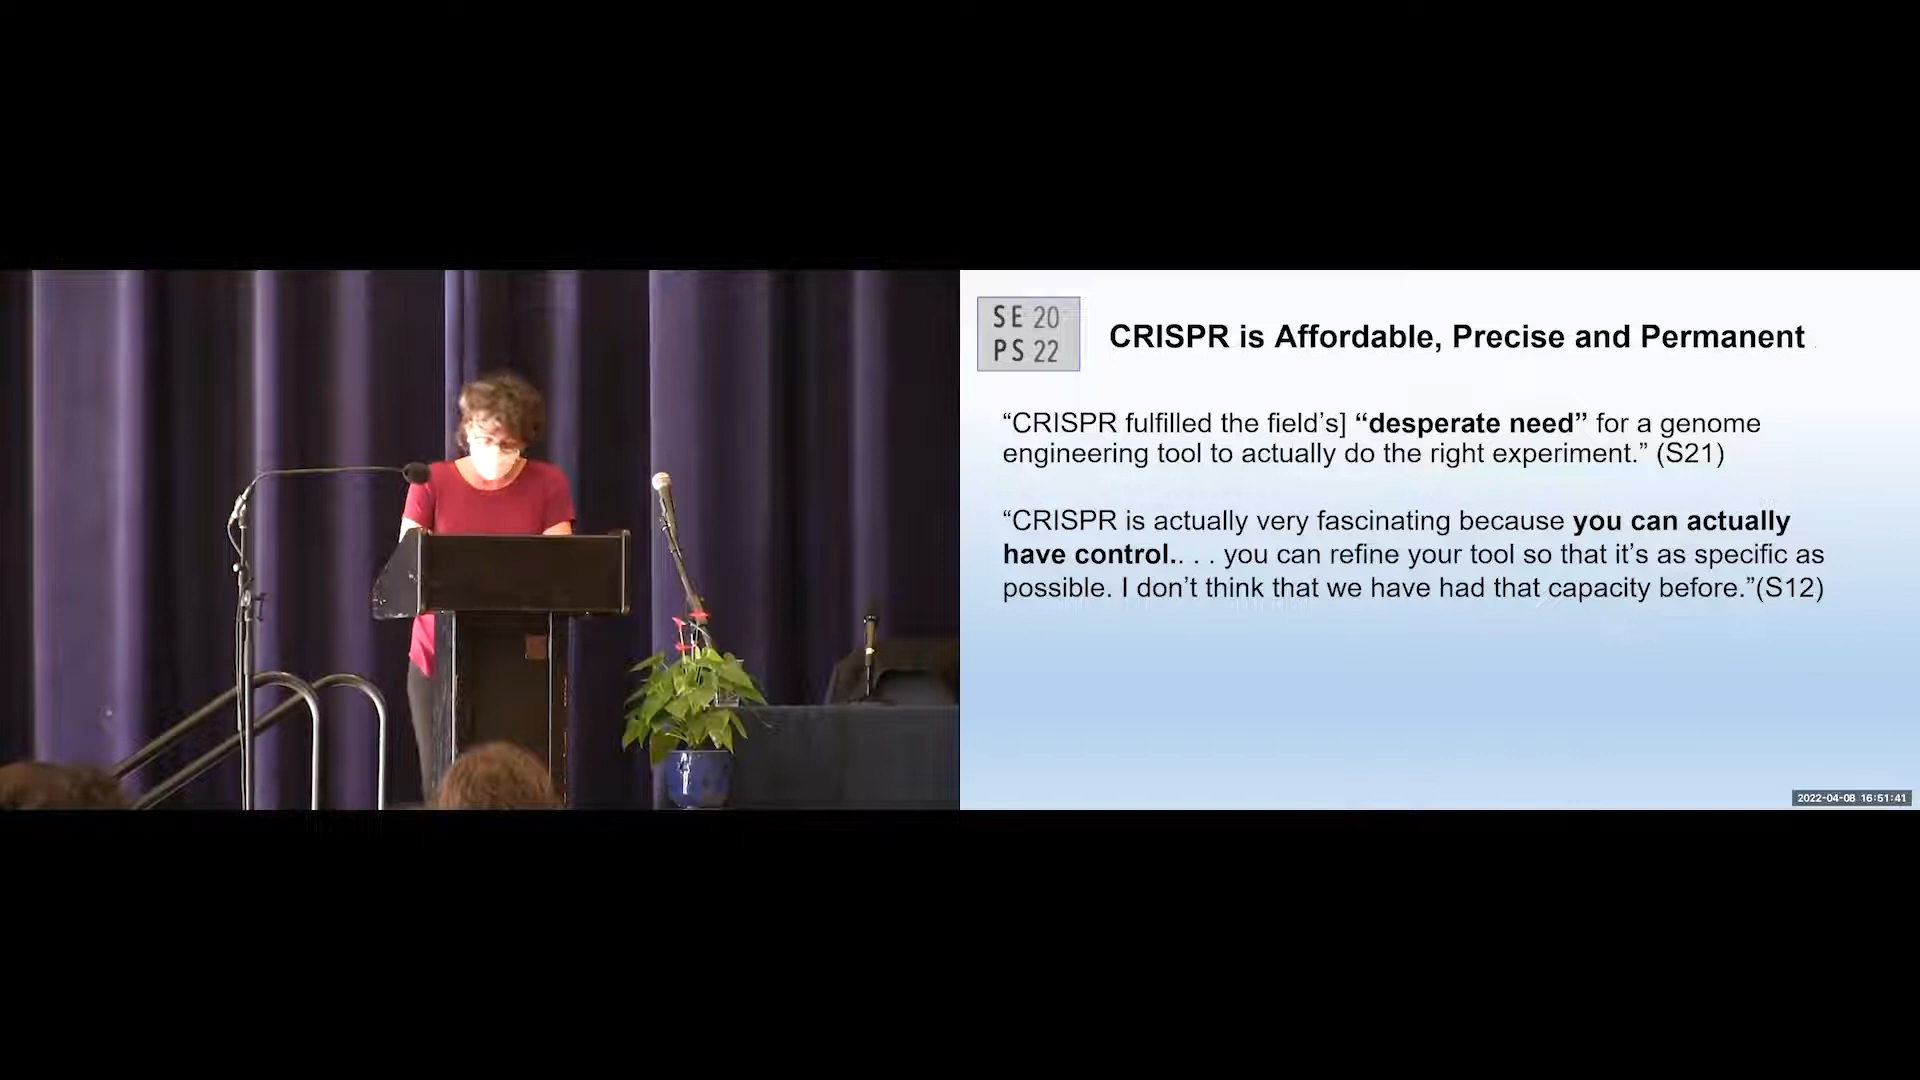 SE 20
PS 22
CRISPR is Affordable, Precise and Permanent
“CRISPR fulfilled the field’s] “desperate need” for a genome
engineering tool to actually do the right experiment.” (S21)
“CRISPR is actually very fascinating because you can actually
have control.. . . you can refine your tool so that it’s as specific as
possible. I don’t think that we have had that capacity before.”(S12)
2022-04-08 16:51:41